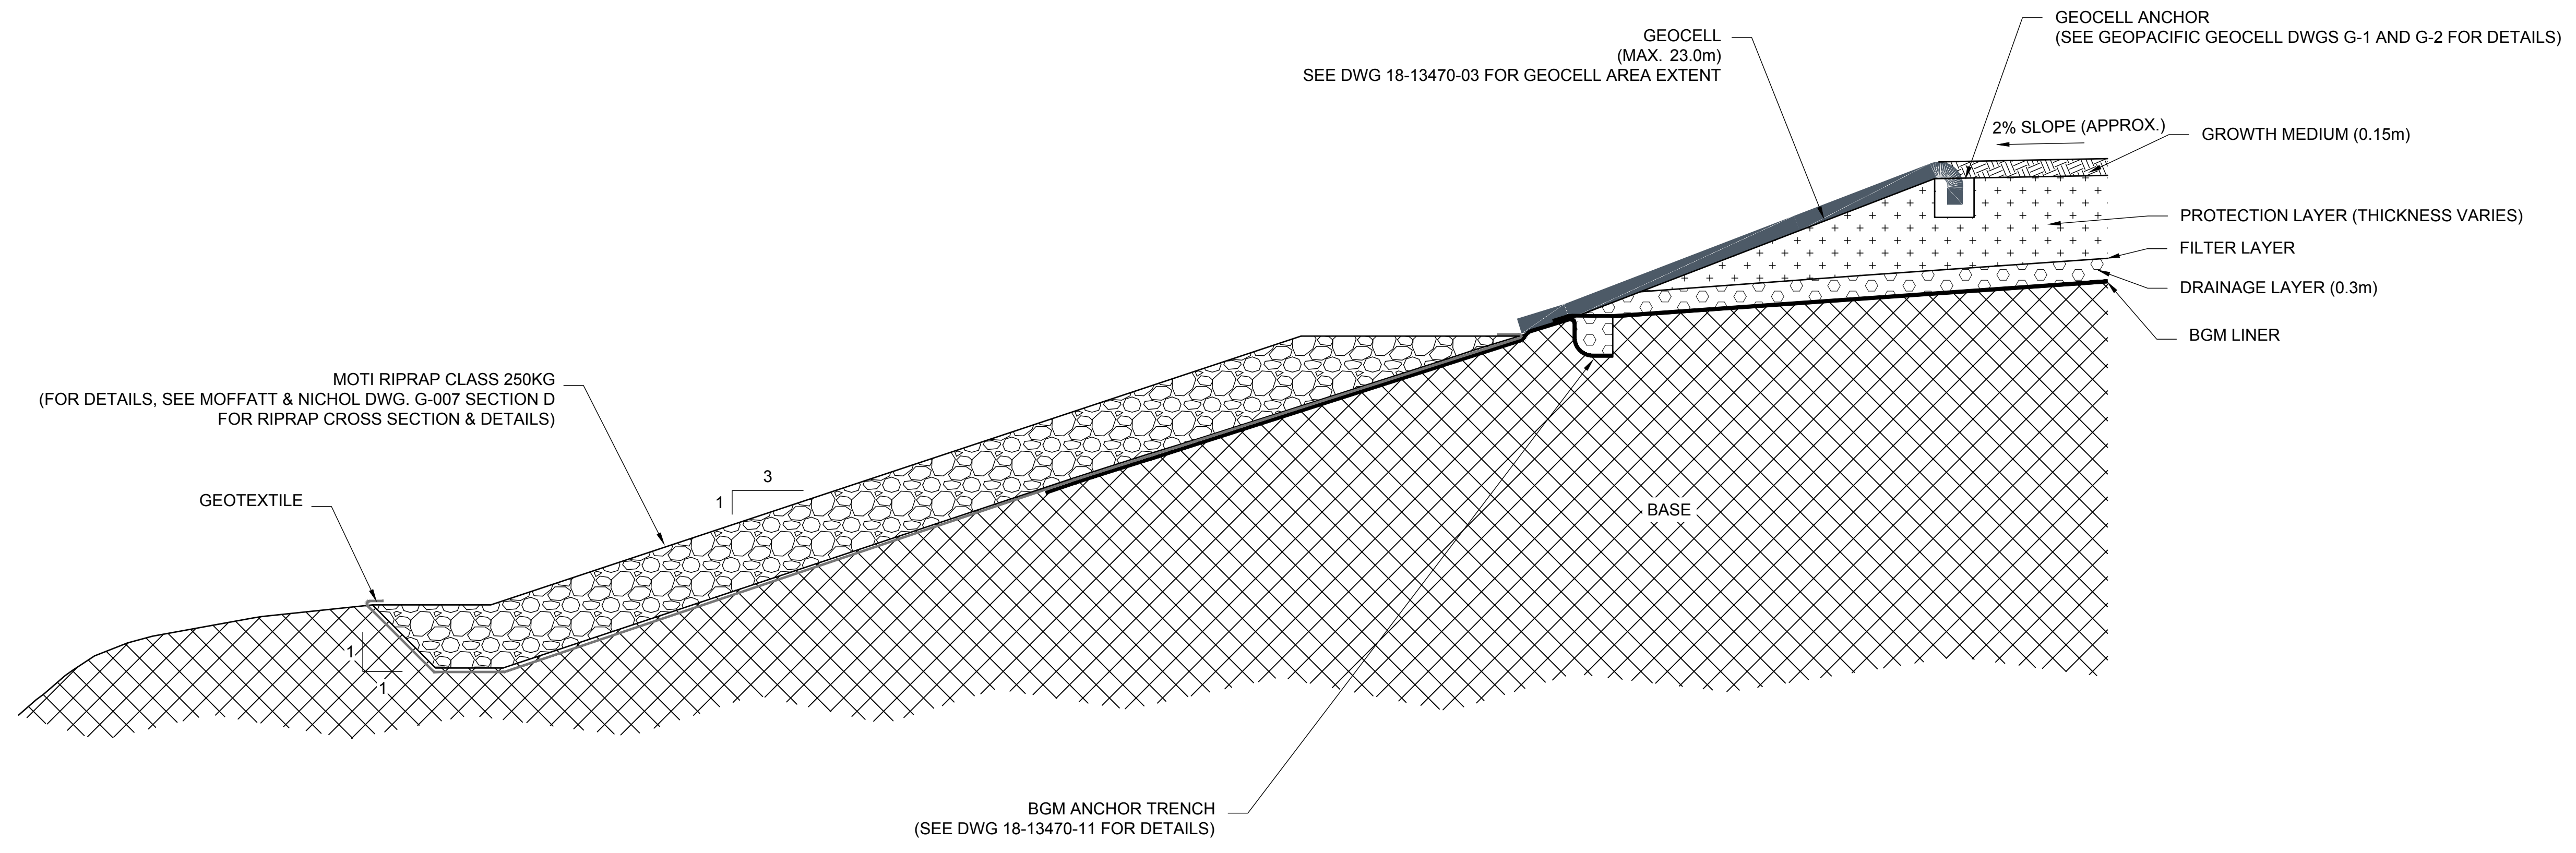 GEOCELL ANCHOR
(SEE GEOPACIFIC GEOCELL DWGS G-1 AND G-2 FOR DETAILS)
GEOCELL
(MAX. 23.0m)
SEE DWG 18-13470-03 FOR GEOCELL AREA EXTENT
2% SLOPE (APPROX.)
GROWTH MEDIUM (0.15m)
PROTECTION LAYER (THICKNESS VARIES)
FILTER LAYER
DRAINAGE LAYER (0.3m)
BGM LINER
MOTI RIPRAP CLASS 250KG
(FOR DETAILS, SEE MOFFATT & NICHOL DWG. G-007 SECTION D
FOR RIPRAP CROSS SECTION & DETAILS)
3
1
GEOTEXTILE
BASE
1
1
BGM ANCHOR TRENCH
(SEE DWG 18-13470-11 FOR DETAILS)